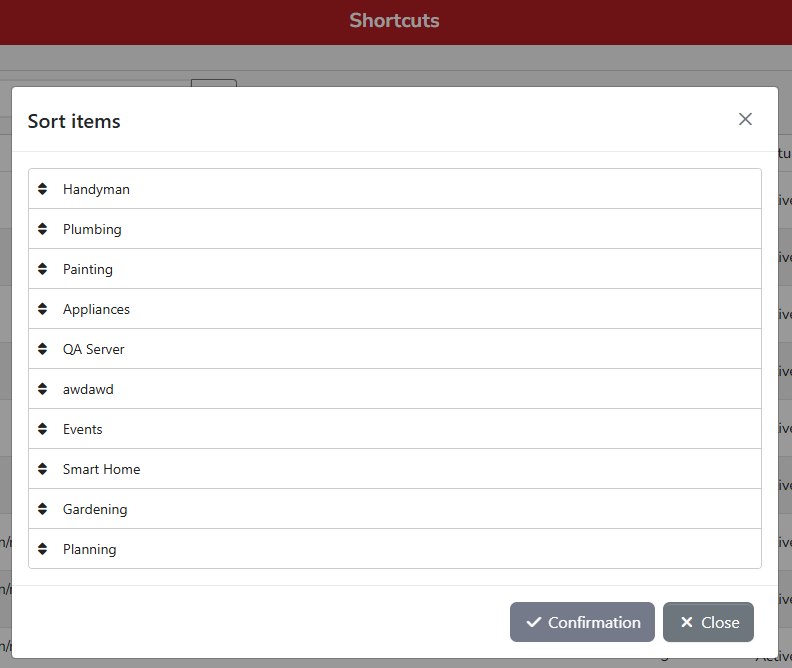 Shortcuts
Sort items
Handyman
Plumbing
Painting
Appliances
QA Server
awdawd
Events
Smart Home
Gardening
Planning
Confirmation
Close